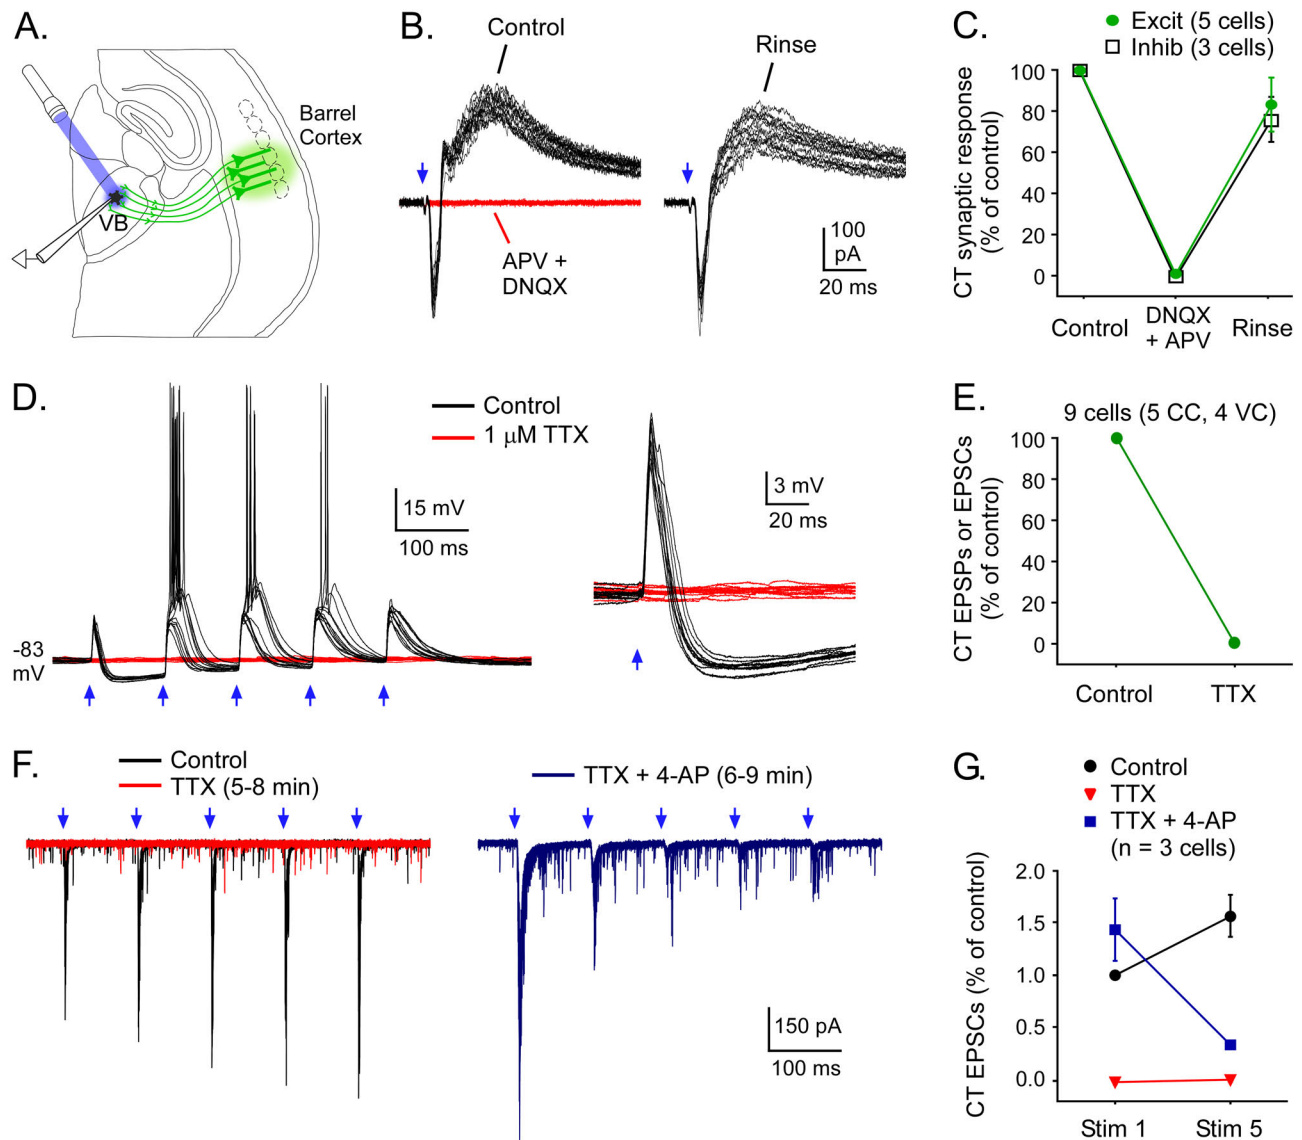 A.
Barrel
Cortex
VB
B.
Control
Rinse
APV +
DNQX
100
pA
20 ms
C.
Excit (5 cells)
Inhib (3 cells)
CT synaptic response
(% of control)
100
80
60
40
20
0
Control
DNQX
+ APV
Rinse
D.
Control
1 μM TTX
15 mV
100 ms
-83
mV
3 mV
20 ms
E.
9 cells (5 CC, 4 VC)
CT EPSPs or EPSCs
(% of control)
100
80
60
40
20
0
Control
TTX
F.
Control
TTX (5-8 min)
TTX + 4-AP (6-9 min)
150 pA
100 ms
G.
Control
TTX
TTX + 4-AP
(n = 3 cells)
CT EPSCs (% of control)
2.0
1.5
1.0
0.5
0.0
Stim 1
Stim 5